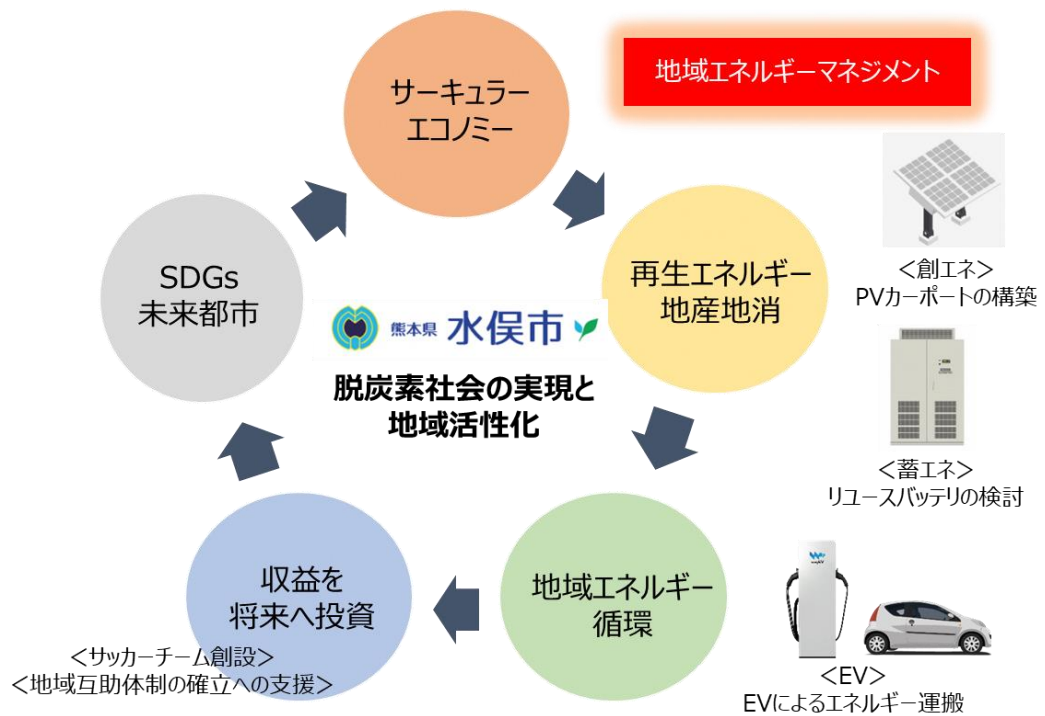 サーキュラー
エコノミー
地域エネルギーマネジメント
再生エネルギー
地産地消
<創エネ>
PVカーポートの構築
SDGs
未来都市
熊本県 水俣市
脱炭素社会の実現と
地域活性化
<蓄エネ>
リユースバッテリの検討
地域エネルギー
循環
収益を
将来へ投資
<サッカーチーム創設>
<地域互助体制の確立への支援>
<EV>
EVによるエネルギー運搬